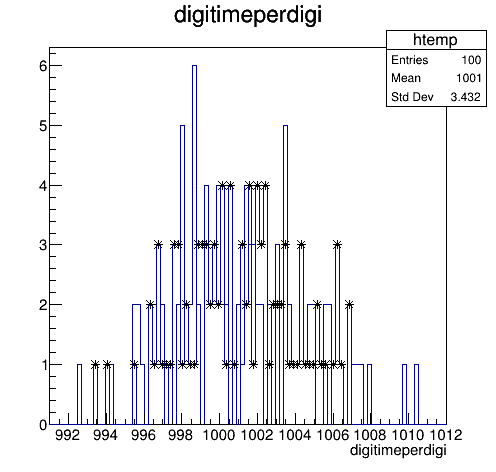 digitimeperdigi
htemp
Entries 100
Mean 1001
Std Dev 3.432
6
5
4
3
2
1
0
992 994 996 998 1000 1002 1004 1006 1008 1010 1012
digitimeperdigi